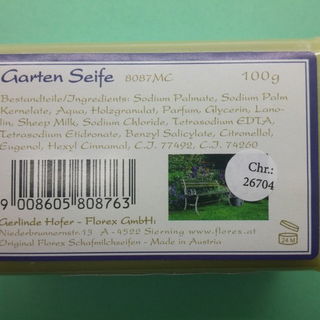 Garten Seife 8087MC 100g
Bestandteile/Ingredients: Sodium Palmate, Sodium Palm
Kernelate, Aqua, Holzgranulat, Parfum, Glycerin, Lano-
lin, Sheep Milk, Sodium Chloride, Tetrasodium EDTA,
Tetrasodium Etidronate, Benzyl Salicylate, Citronellol,
Eugenol, Hexyl Cinnamol, C.I. 77492, C.I. 74260
Chr.:
26704
9 008605 808763
Gerlinde Hofer - Florex GmbH:
Niederbrunnernstr.13 A-4522 Sierning www.florex.at
Original Florex Schafmilchseifen - Made in Austria
24 M